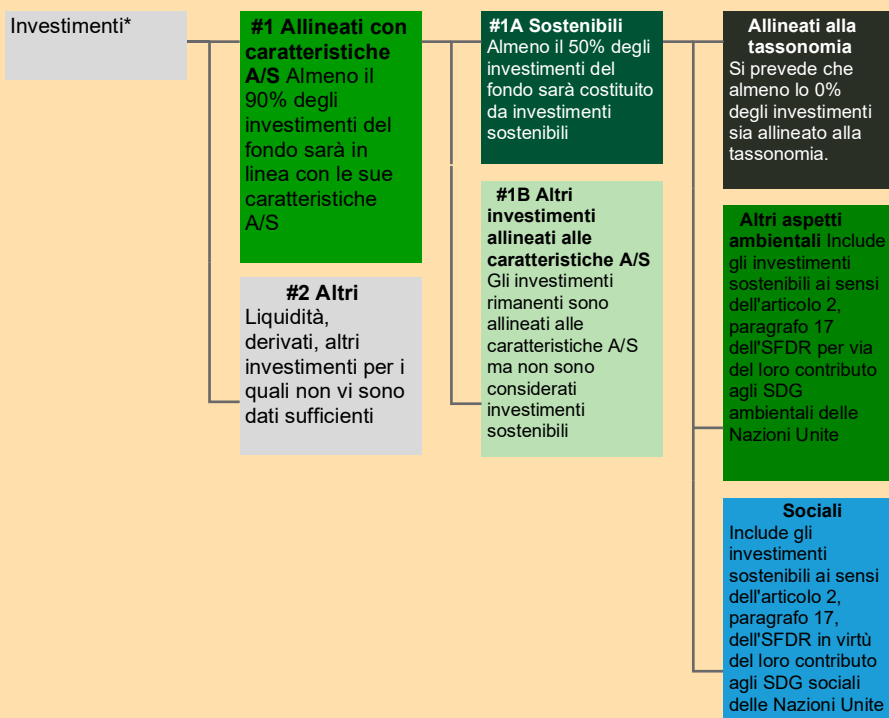 Investimenti*
#1 Allineati con
caratteristiche
A/S Almeno il
90% degli
investimenti del
fondo sarà in
linea con le sue
caratteristiche
A/S
#2 Altri
Liquidità,
derivati, altri
investimenti per i
quali non vi sono
dati sufficienti
#1A Sostenibili
Almeno il 50% degli
investimenti del
fondo sarà costituito
da investimenti
sostenibili
#1B Altri
investimenti
allineati alle
caratteristiche A/S
Gli investimenti
rimanenti sono
allineati alle
caratteristiche A/S
ma non sono
considerati
investimenti
sostenibili
Allineati alla
tassonomia
Si prevede che
almeno lo 0%
degli investimenti
sia allineato alla
tassonomia.
Altri aspetti
ambientali Include
gli investimenti
sostenibili ai sensi
dell'articolo 2,
paragrafo 17
dell'SFDR per via
del loro contributo
agli SDG
ambientali delle
Nazioni Unite
Sociali
Include gli
investimenti
sostenibili ai sensi
dell'articolo 2,
paragrafo 17,
dell'SFDR in virtù
del loro contributo
agli SDG sociali
delle Nazioni Unite